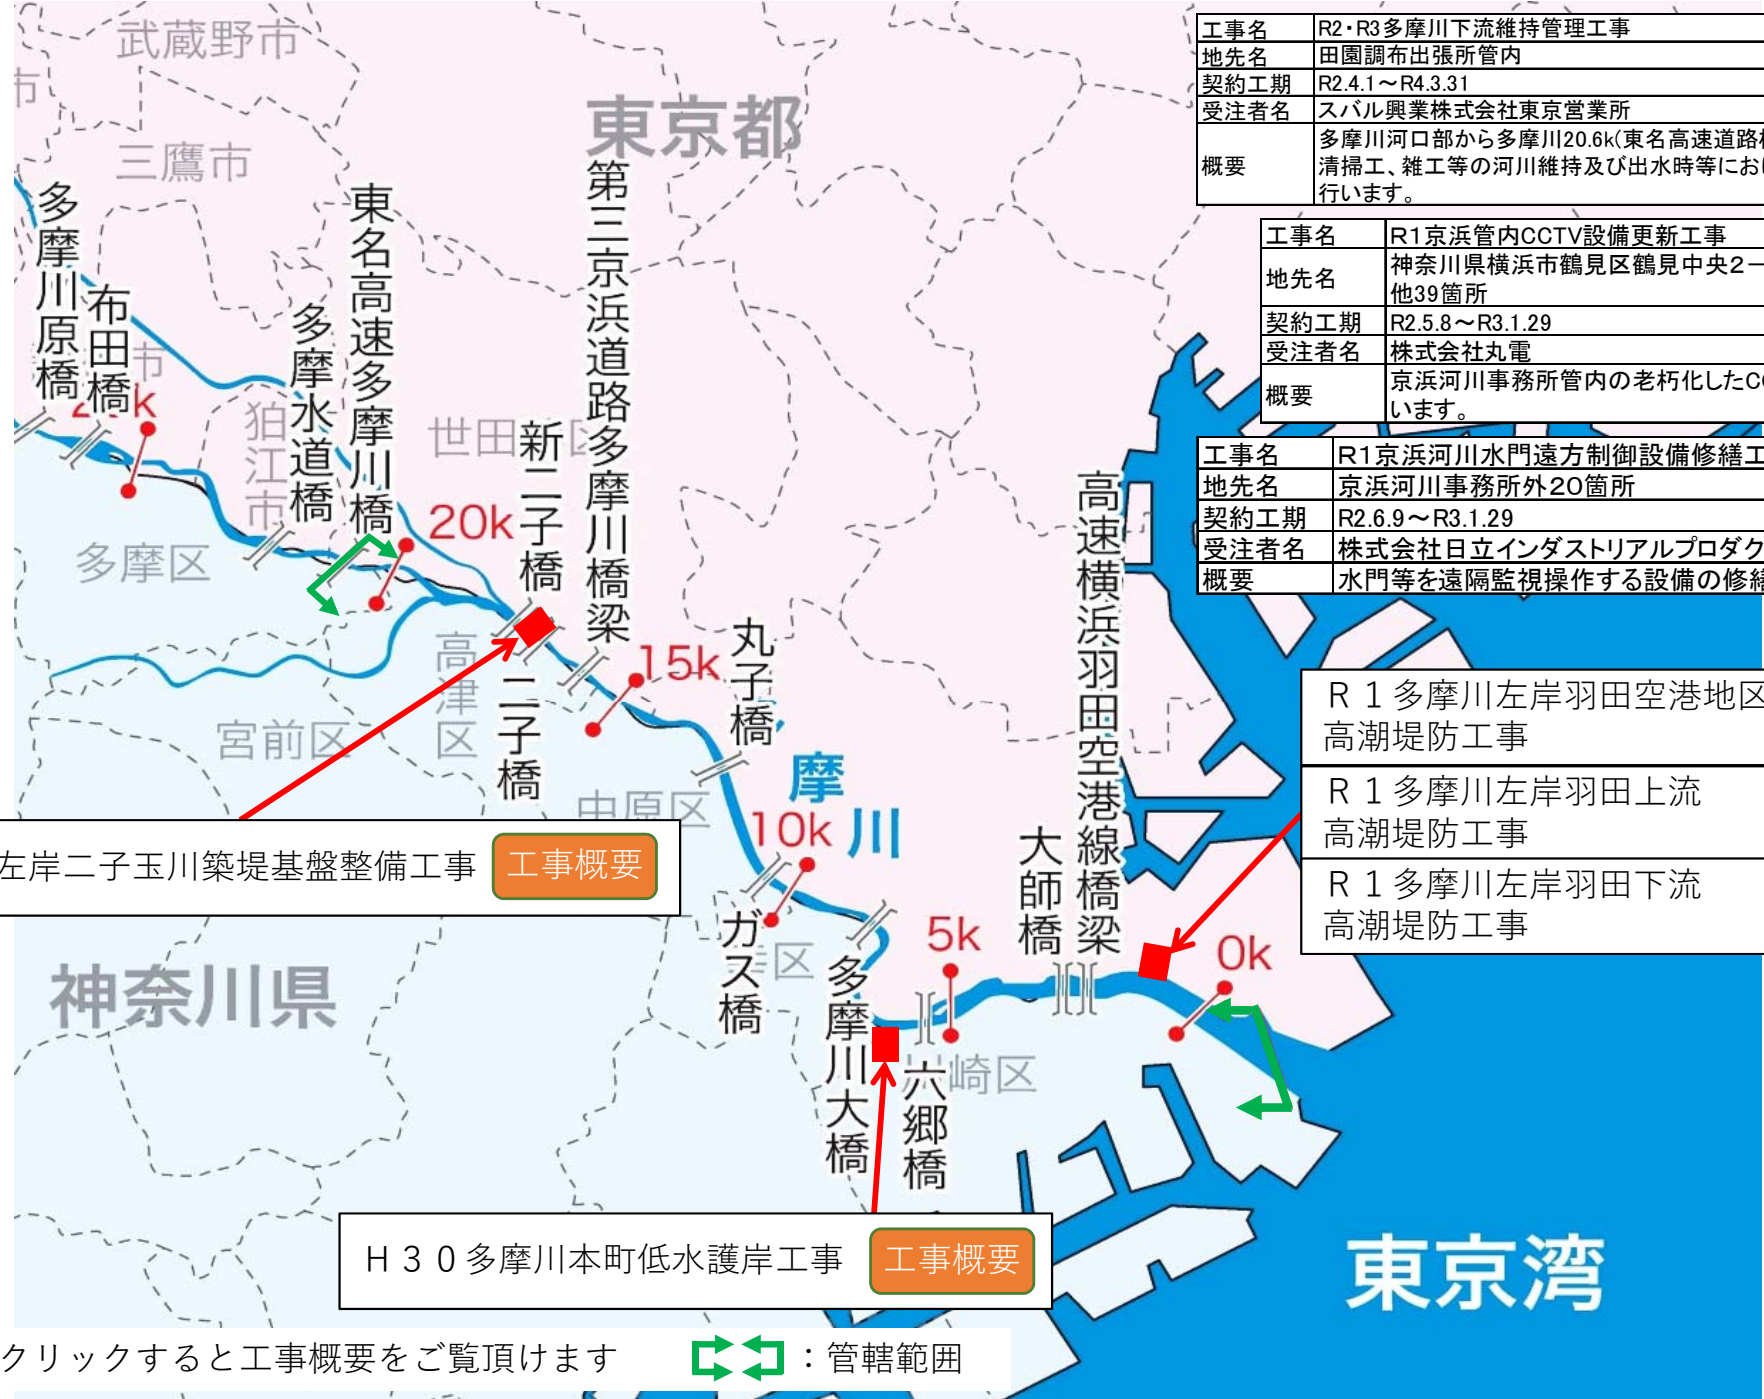 武蔵野市
市
三鷹市
東京都
多摩川原橋
布田橋
市
k
多摩水道橋
東名高速多摩川橋
狛江市
世田
区
新二子橋
第三京浜道路多摩川橋梁
20k
多摩区
高津区
宮前区
二子橋
15k
丸子橋
中原区
摩
川
10k
ガス橋
区
多摩川大橋
5k
六郷橋
崎区
大師橋
高速横浜羽田空港線橋梁
0k
神奈川県
東京湾
工事名 R2・R3多摩川下流維持管理工事
地先名 田園調布出張所管内
契約工期 R2.4.1～R4.3.31
受注者名 スバル興業株式会社東京営業所
概要 多摩川河口部から多摩川20.6k(東名高速道路
清掃工、雑工等の河川維持及び出水時等にお
行います。
工事名 R1京浜管内CCTV設備更新工事
地先名 神奈川県横浜市鶴見区鶴見中央2－
他39箇所
契約工期 R2.5.8～R3.1.29
受注者名 株式会社丸電
概要 京浜河川事務所管内の老朽化したC
います。
工事名 R1京浜河川水門遠方制御設備修繕工
地先名 京浜河川事務所外20箇所
契約工期 R2.6.9～R3.1.29
受注者名 株式会社日立インダストリアルプロダク
概要 水門等を遠隔監視操作する設備の修繕
R1多摩川左岸羽田空港地区
高潮堤防工事
R1多摩川左岸羽田上流
高潮堤防工事
R1多摩川左岸羽田下流
高潮堤防工事
左岸二子玉川築堤基盤整備工事 工事概要
H30多摩川本町低水護岸工事 工事概要
クリックすると工事概要をご覧頂けます
：管轄範囲